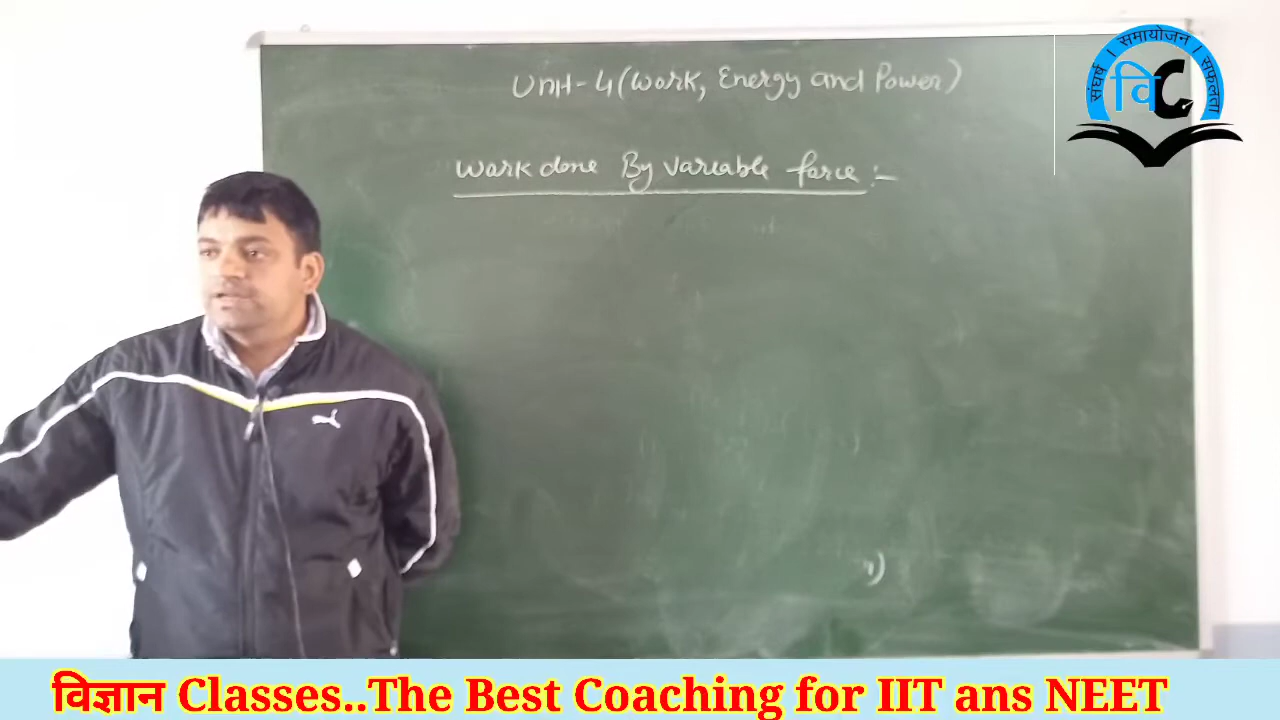 Unit-4 (Work, Energy and Power)
संघर्ष । समायोजन । सफलता
वि C
Work done By Variable force :-
1)
विज्ञान Classes..The Best Coaching for IIT ans NEET